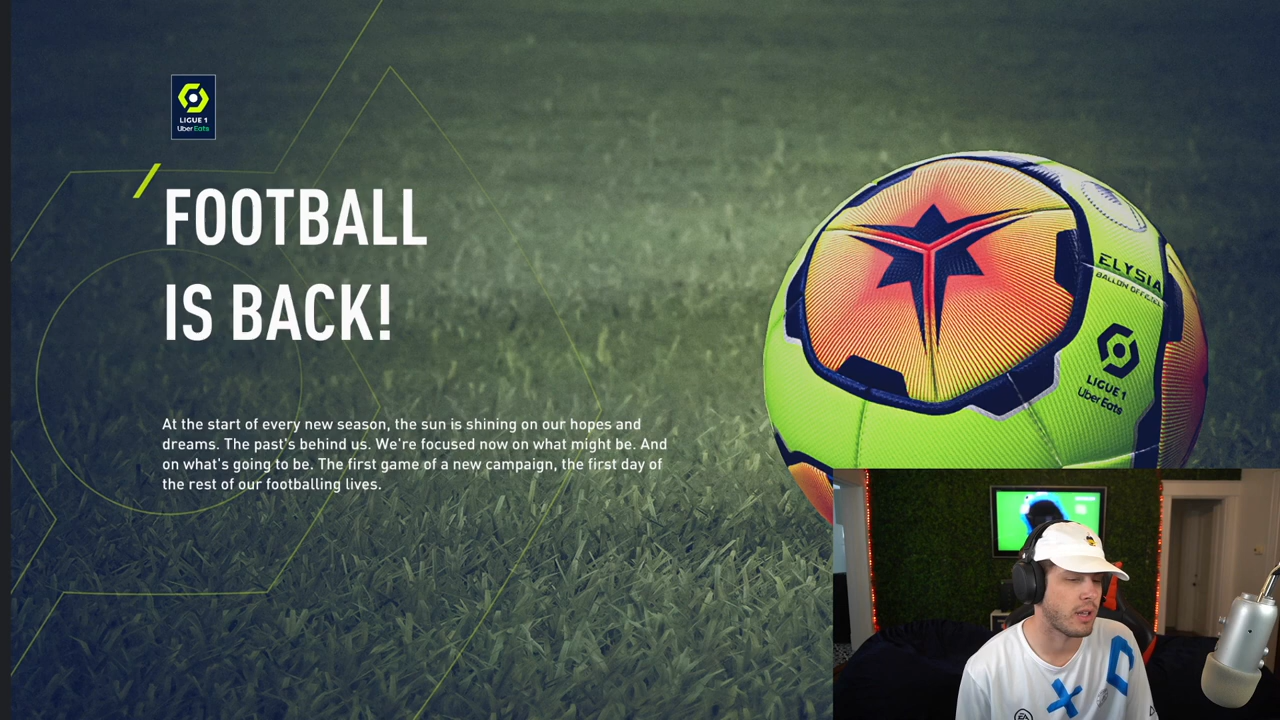 LIGUE 1
Uber Eats
FOOTBALL
IS BACK!
At the start of every new season, the sun is shining on our hopes and
dreams. The past's behind us. We're focused now on what might be. And
on what's going to be. The first game of a new campaign, the first day of
the rest of our footballing lives.
ELYSIA
BALLON OFFICIEL
LIGUE 1
Uber Eats
EA